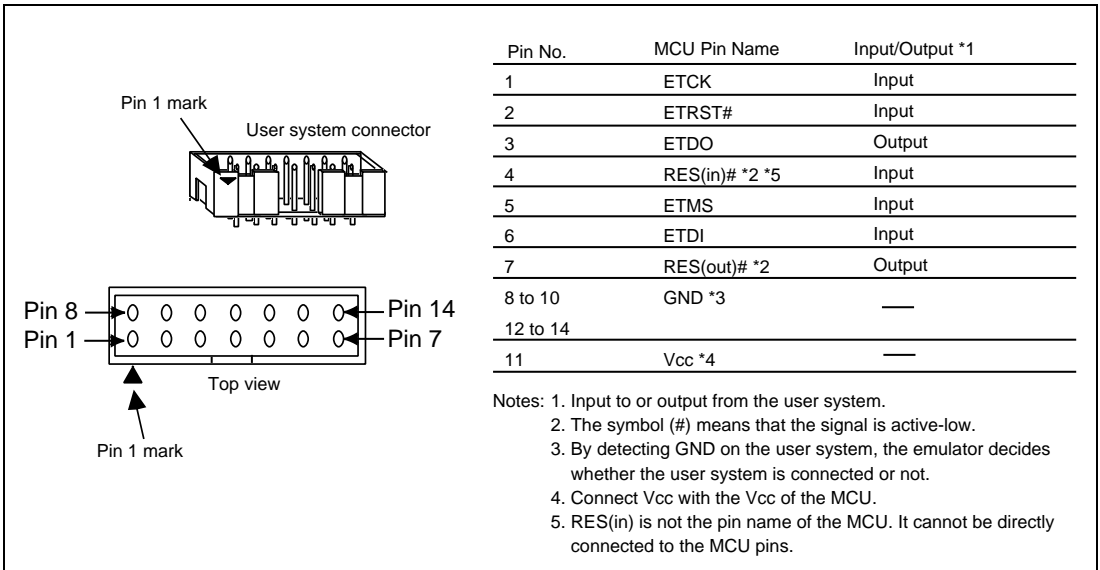 Pin 1 mark
User system connector
Pin 8
Pin 14
Pin 1
Pin 7
Top view
Pin 1 mark
Pin No. MCU Pin Name Input/Output *1
1 ETCK Input
2 ETRST# Input
3 ETDO Output
4 RES(in)# *2 *5 Input
5 ETMS Input
6 ETDI Input
7 RES(out)# *2 Output
8 to 10 GND *3 —
12 to 14
11 Vcc *4 —
Notes: 1. Input to or output from the user system.
2. The symbol (#) means that the signal is active-low.
3. By detecting GND on the user system, the emulator decides
whether the user system is connected or not.
4. Connect Vcc with the Vcc of the MCU.
5. RES(in) is not the pin name of the MCU. It cannot be directly
connected to the MCU pins.